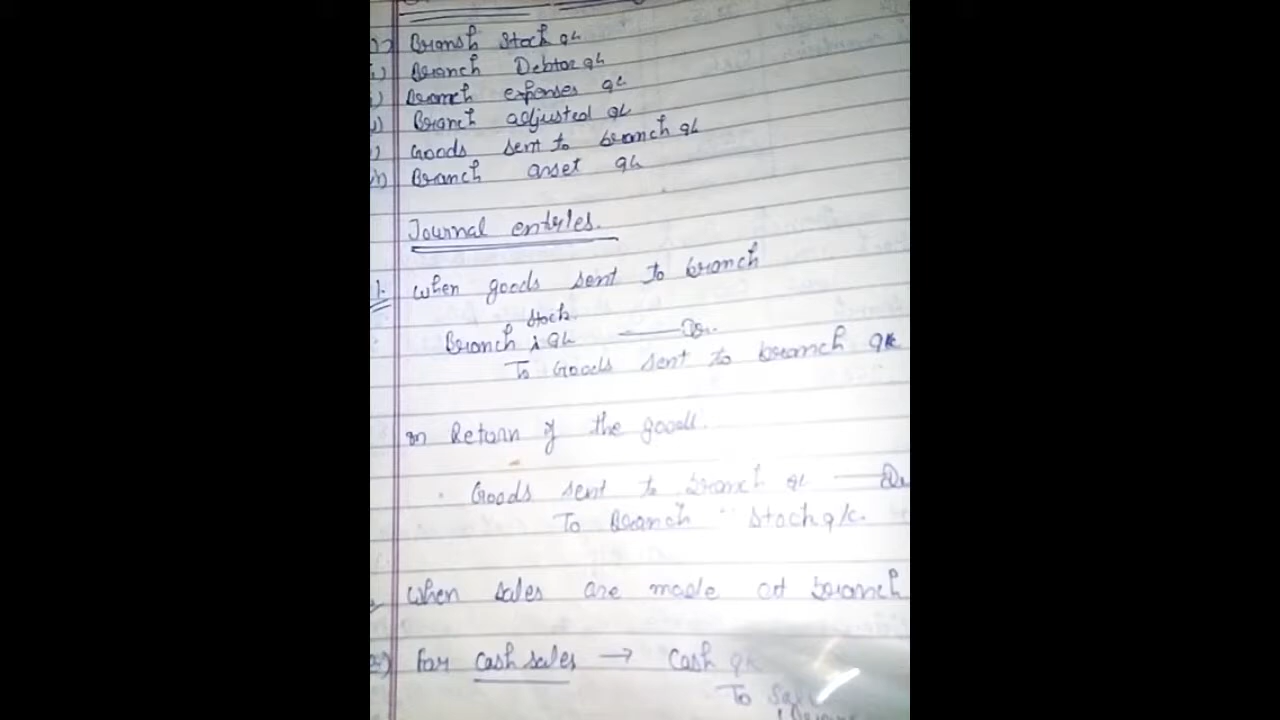 Bransh Stock a/c
Branch Debtor a/c
Branch expenses a/c
Branch adjusted a/c
Goods sent to branch a/c
Branch asset a/c
Journal entries.
1. When goods sent to branch
Stock
Branch a/c —— Dr.
To Goods sent to branch a/c
on Return of the goods.
Goods sent to branch a/c —— Dr
To Branch Stock a/c.
When sales are made at branch
For cash sales → Cash a/c
To